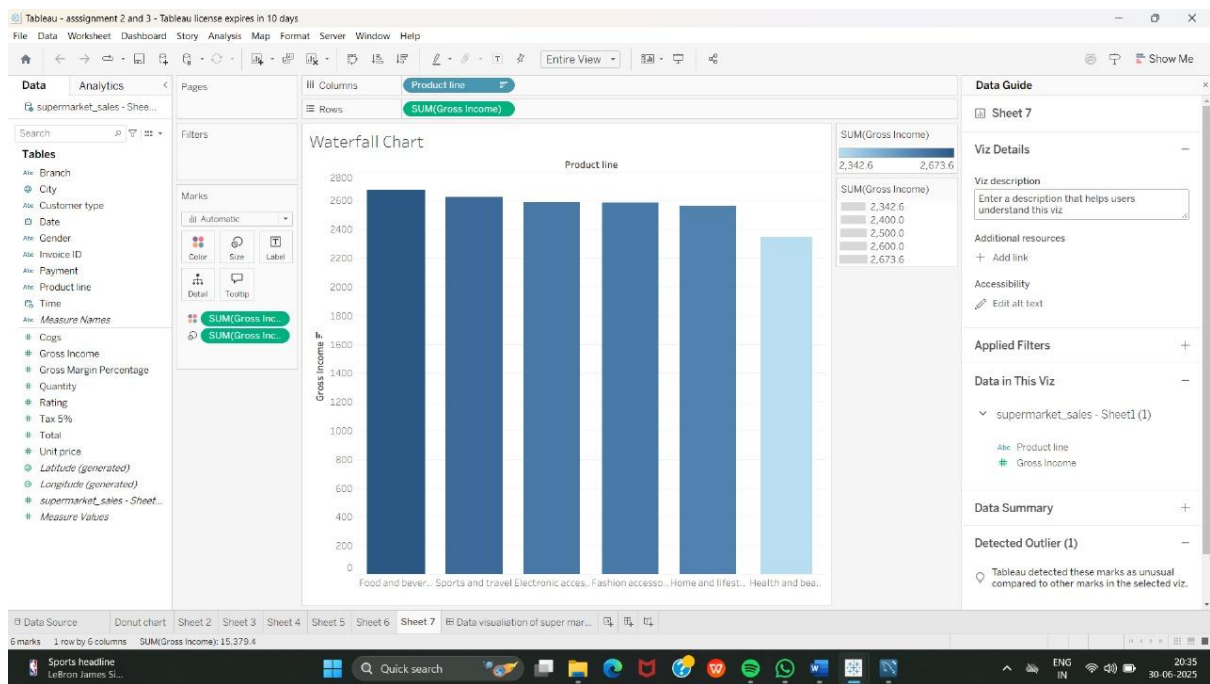 Tableau - asssignment 2 and 3 - Tableau license expires in 10 days
File Data Worksheet Dashboard Story Analysis Map Format Server Window Help
Entire View
Show Me
Data Analytics
supermarket_sales - Shee...
Search
Tables
Abc Branch
City
Abc Customer type
Date
Abc Gender
Abc Invoice ID
Abc Payment
Abc Product line
Time
Abc Measure Names
# Cogs
# Gross Income
# Gross Margin Percentage
# Quantity
# Rating
# Tax 5%
# Total
# Unit price
Latitude (generated)
Longitude (generated)
# supermarket_sales - Sheet...
# Measure Values
Pages
Filters
Marks
Automatic
Color Size Label
Detail Tooltip
SUM(Gross Inc..
SUM(Gross Inc..
Columns Product line
Rows SUM(Gross Income)
Waterfall Chart
Product line
2800
2600
2400
2200
2000
1800
1600
1400
1200
1000
800
600
400
200
0
Gross Income
Food and bever.. Sports and travel Electronic acces.. Fashion accesso.. Home and lifest.. Health and bea..
SUM(Gross Income)
2,342.6 2,673.6
SUM(Gross Income)
2,342.6
2,400.0
2,500.0
2,600.0
2,673.6
Data Guide
Sheet 7
Viz Details
Viz description
Enter a description that helps users
understand this viz
Additional resources
Add link
Accessibility
Edit alt text
Applied Filters
Data in This Viz
supermarket_sales - Sheet1 (1)
Abc Product line
# Gross Income
Data Summary
Detected Outlier (1)
Tableau detected these marks as unusual
compared to other marks in the selected viz.
Data Source Donut chart Sheet 2 Sheet 3 Sheet 4 Sheet 5 Sheet 6 Sheet 7 Data visualiation of super mar...
6 marks 1 row by 6 columns SUM(Gross Income): 15,379.4
Sports headline
LeBron James Si...
Quick search
ENG
IN
20:35
30-06-2025